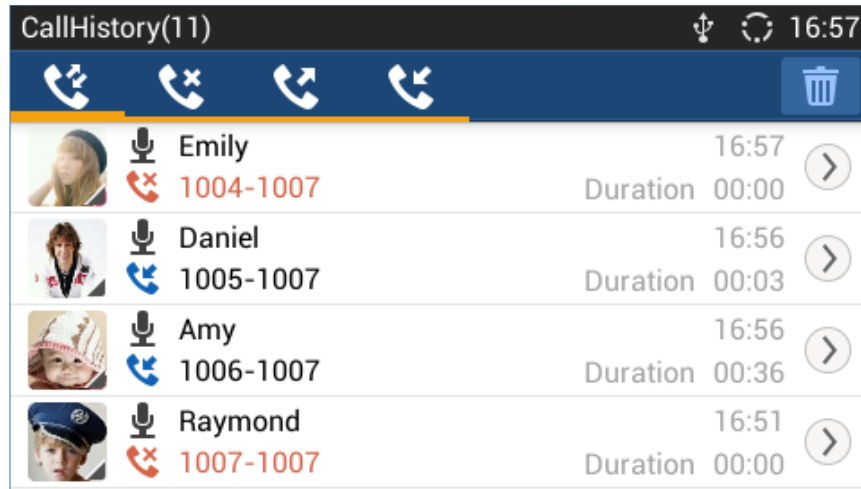 CallHistory(11) 16:57
Emily 16:57
1004-1007 Duration 00:00
Daniel 16:56
1005-1007 Duration 00:03
Amy 16:56
1006-1007 Duration 00:36
Raymond 16:51
1007-1007 Duration 00:00